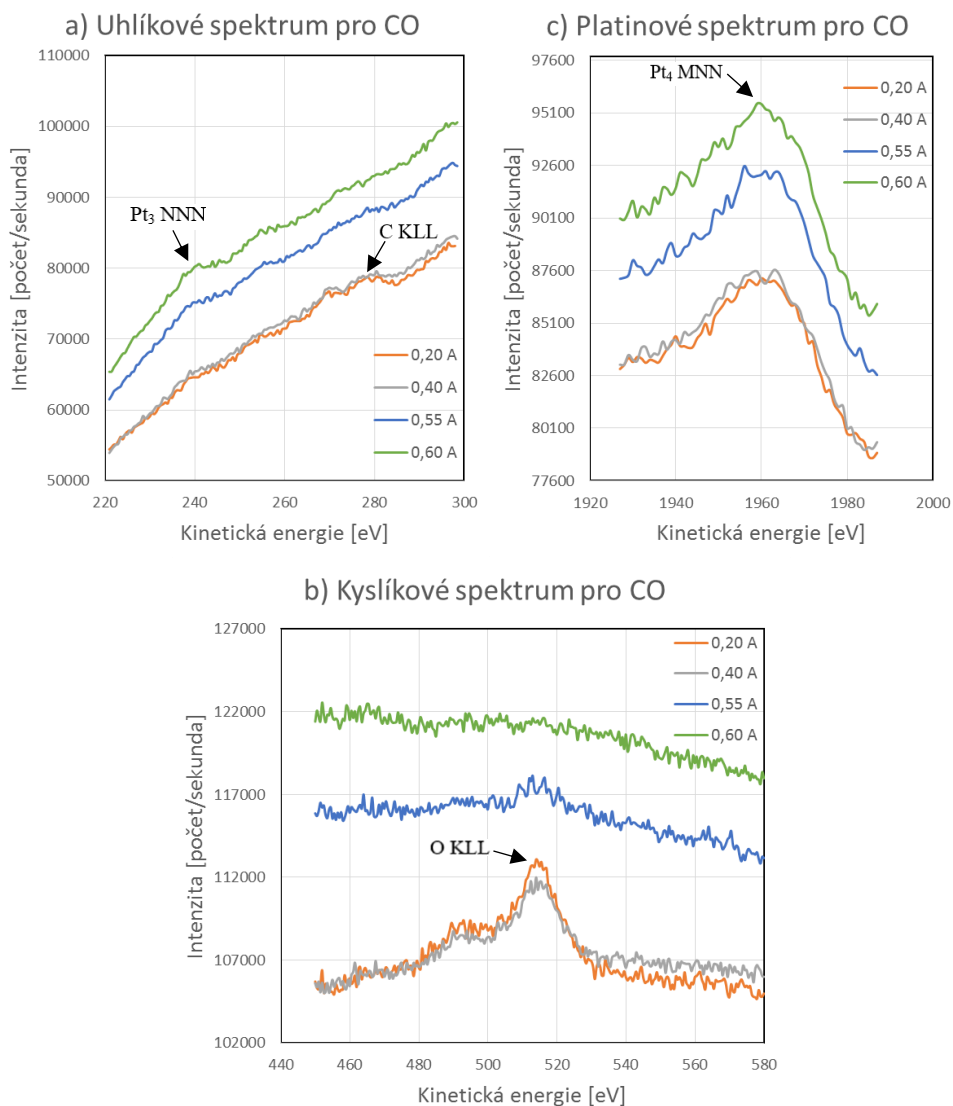 a) Uhlíkové spektrum pro CO
110000
100000
90000
80000
70000
60000
50000
220
240
260
280
300
Intenzita [počet/sekunda]
Kinetická energie [eV]
Pt₃ NNN
C KLL
0,20 A
0,40 A
0,55 A
0,60 A
c) Platinové spektrum pro CO
97600
95100
92600
90100
87600
85100
82600
80100
77600
1920
1940
1960
1980
2000
Intenzita [počet/sekunda]
Kinetická energie [eV]
Pt₄ MNN
0,20 A
0,40 A
0,55 A
0,60 A
b) Kyslíkové spektrum pro CO
127000
122000
117000
112000
107000
102000
440
460
480
500
520
540
560
580
Intenzita [počet/sekunda]
Kinetická energie [eV]
O KLL
0,20 A
0,40 A
0,55 A
0,60 A